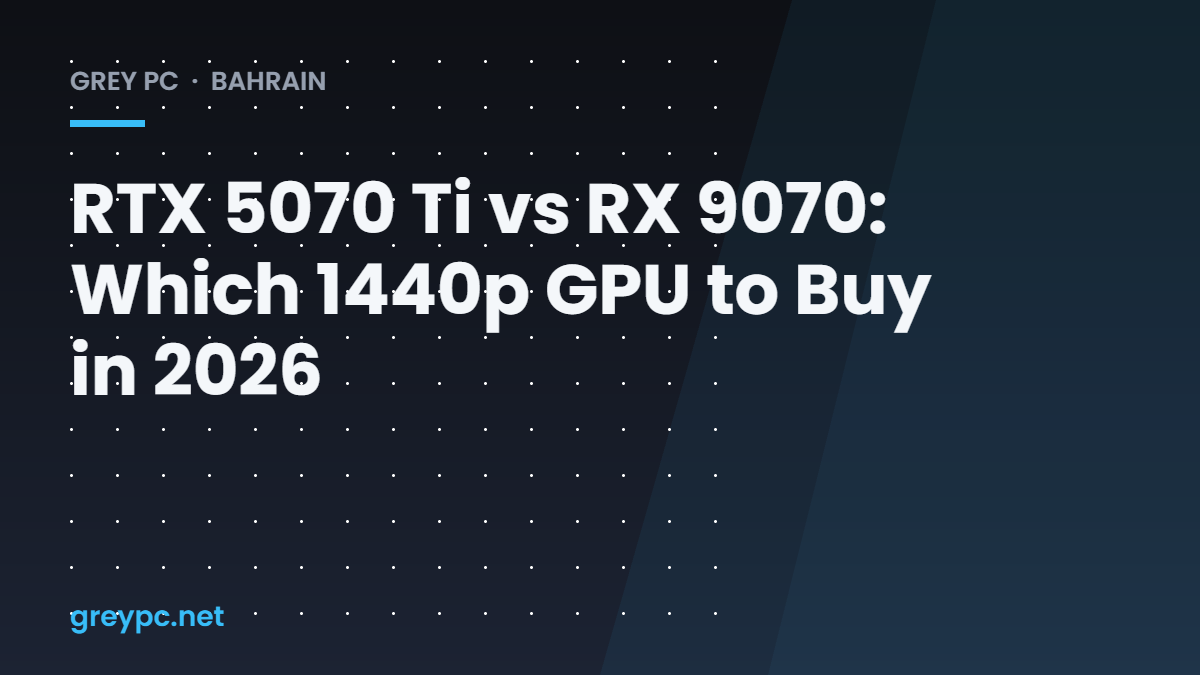 GREY PC · BAHRAIN
RTX 5070 Ti vs RX 9070:
Which 1440p GPU to Buy
in 2026
greypc.net